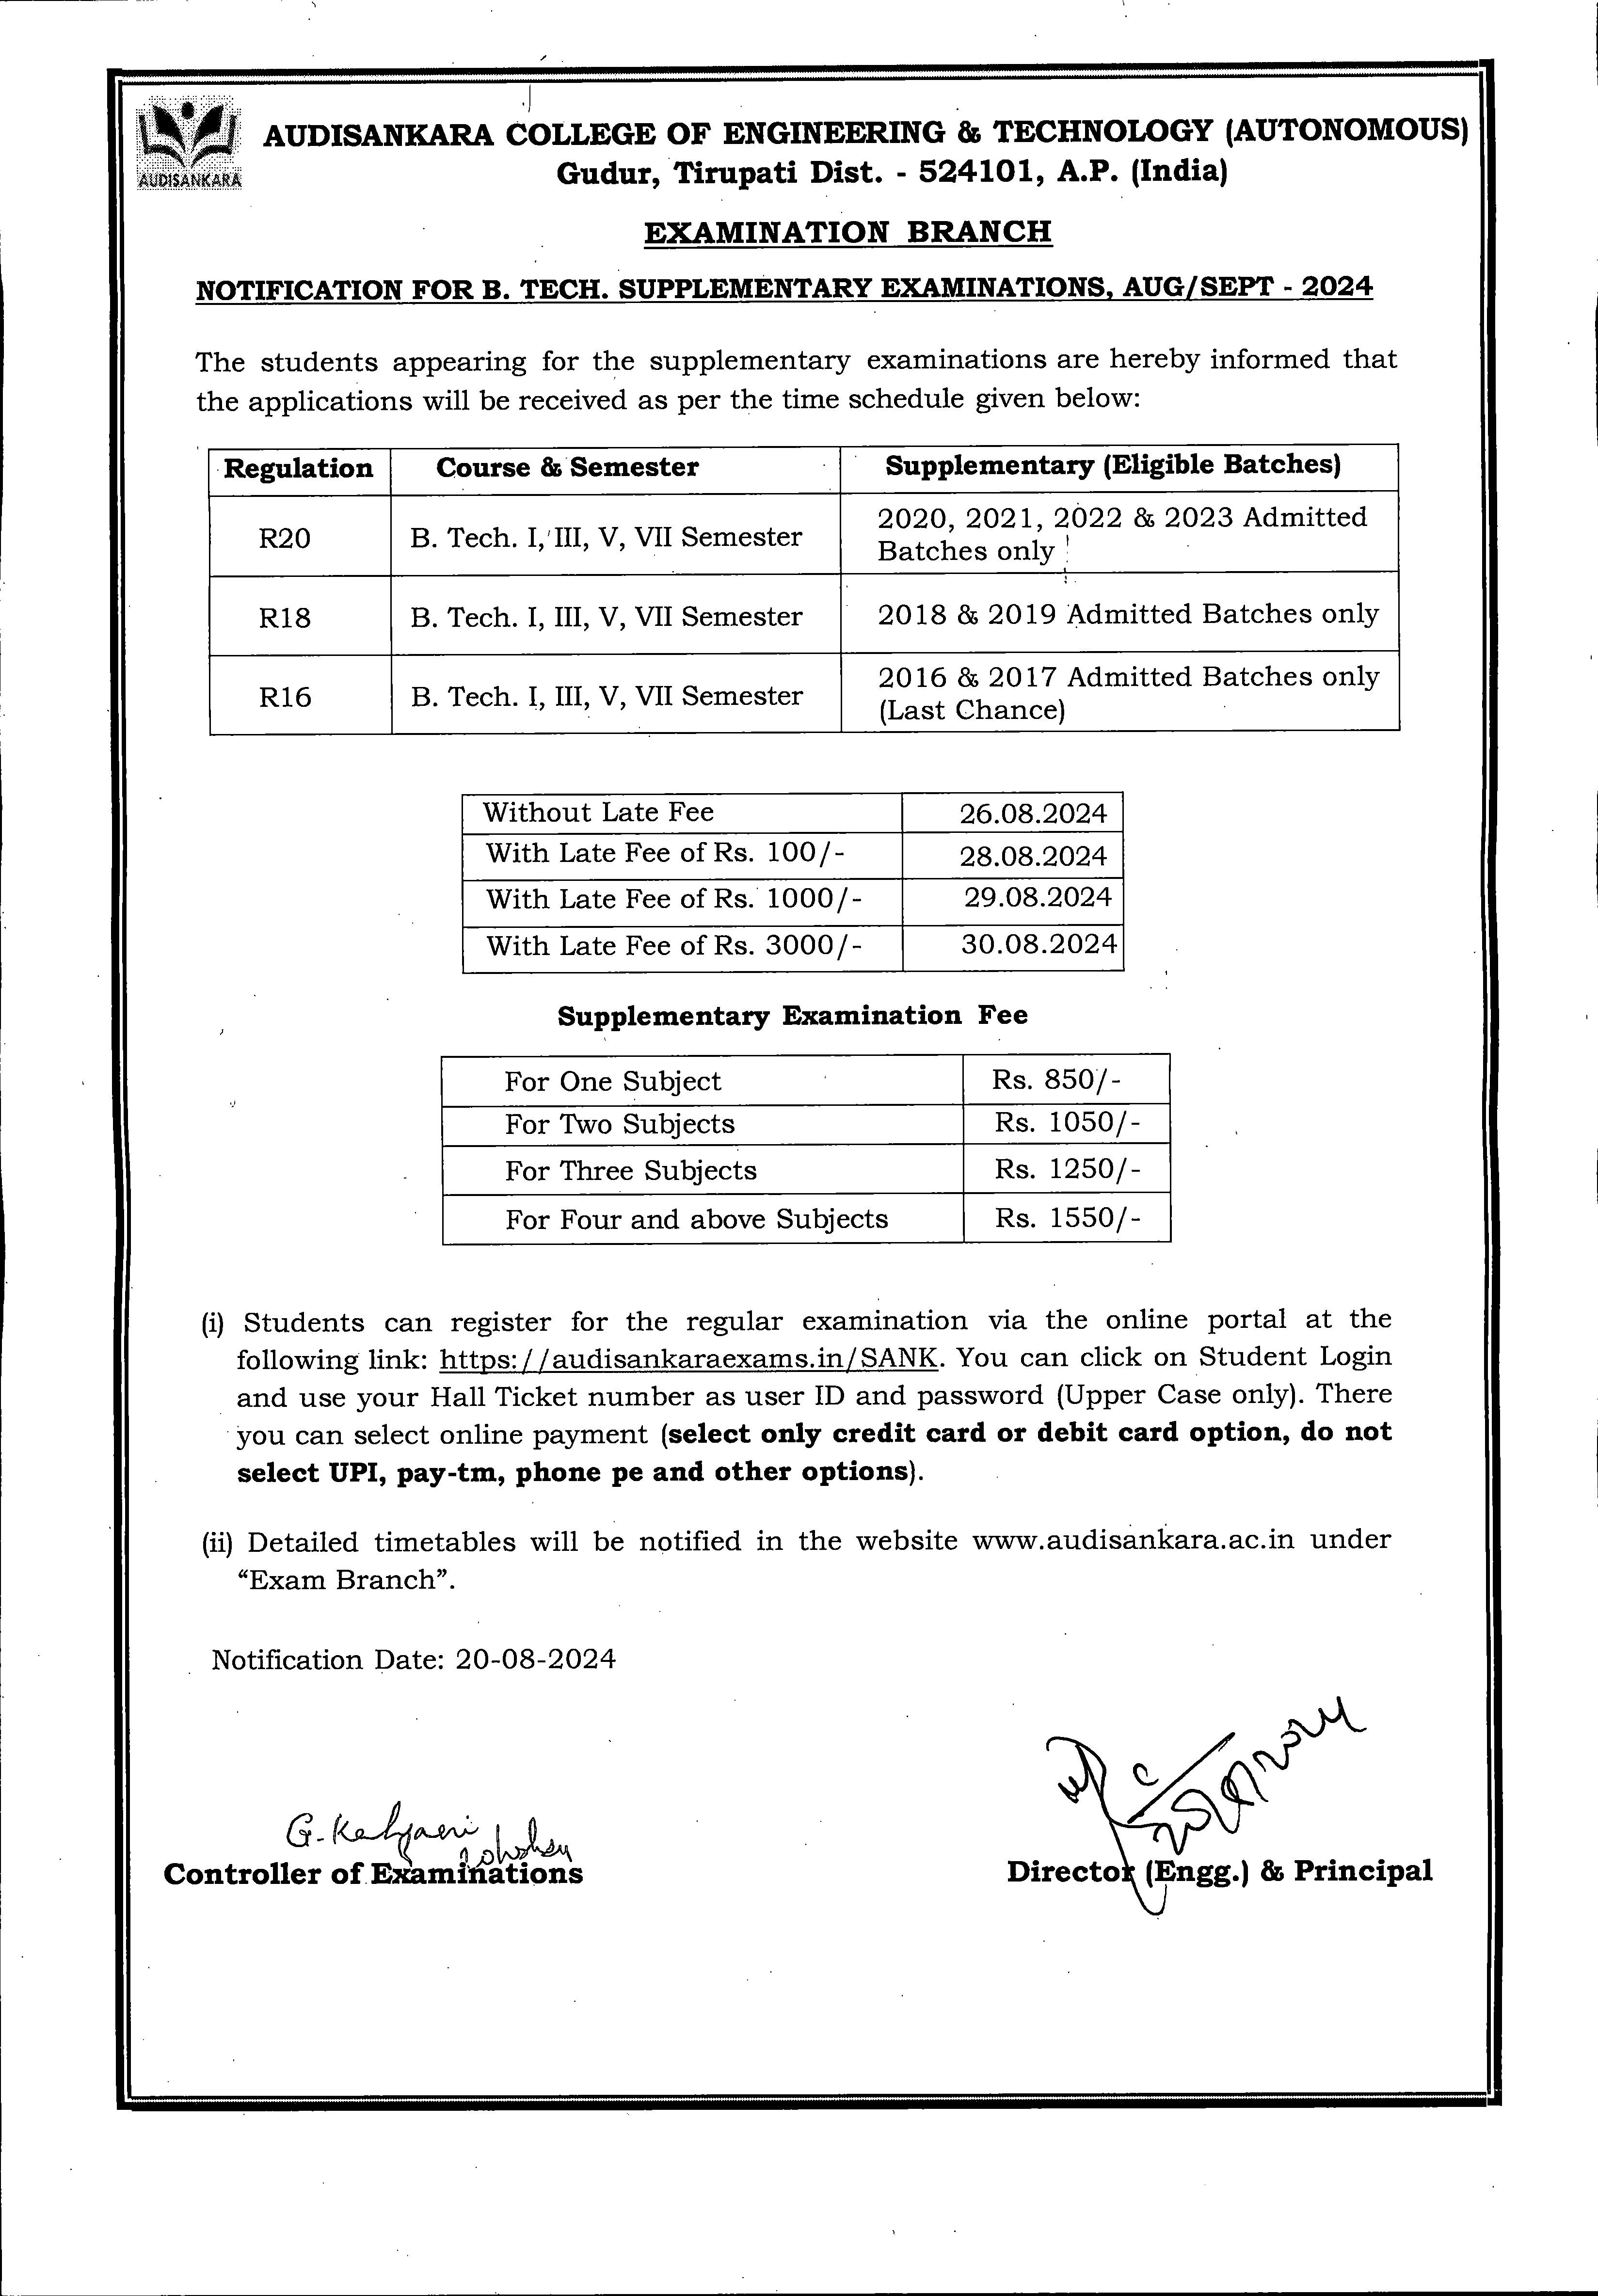 AUDISANKARA
AUDISANKARA COLLEGE OF ENGINEERING & TECHNOLOGY (AUTONOMOUS)
Gudur, Tirupati Dist. - 524101, A.P. (India)
EXAMINATION BRANCH
NOTIFICATION FOR B. TECH. SUPPLEMENTARY EXAMINATIONS, AUG/SEPT - 2024
The students appearing for the supplementary examinations are hereby informed that
the applications will be received as per the time schedule given below:
Regulation Course & Semester Supplementary (Eligible Batches)
R20 B. Tech. I, III, V, VII Semester 2020, 2021, 2022 & 2023 Admitted
Batches only
R18 B. Tech. I, III, V, VII Semester 2018 & 2019 Admitted Batches only
R16 B. Tech. I, III, V, VII Semester 2016 & 2017 Admitted Batches only
(Last Chance)
Without Late Fee 26.08.2024
With Late Fee of Rs. 100/- 28.08.2024
With Late Fee of Rs. 1000/- 29.08.2024
With Late Fee of Rs. 3000/- 30.08.2024
Supplementary Examination Fee
For One Subject Rs. 850/-
For Two Subjects Rs. 1050/-
For Three Subjects Rs. 1250/-
For Four and above Subjects Rs. 1550/-
(i) Students can register for the regular examination via the online portal at the
following link: https://audisankaraexams.in/SANK. You can click on Student Login
and use your Hall Ticket number as user ID and password (Upper Case only). There
you can select online payment (select only credit card or debit card option, do not
select UPI, pay-tm, phone pe and other options).
(ii) Detailed timetables will be notified in the website www.audisankara.ac.in under
“Exam Branch”.
Notification Date: 20-08-2024
G. Kalyani
Controller of Examinations
Director (Engg.) & Principal